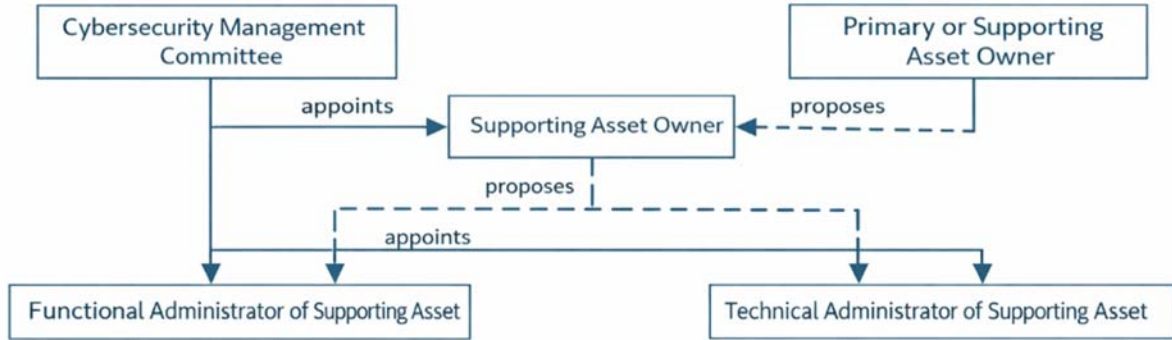 Cybersecurity Management
Committee
Primary or Supporting
Asset Owner
appoints
proposes
Supporting Asset Owner
proposes
appoints
Functional Administrator of Supporting Asset
Technical Administrator of Supporting Asset